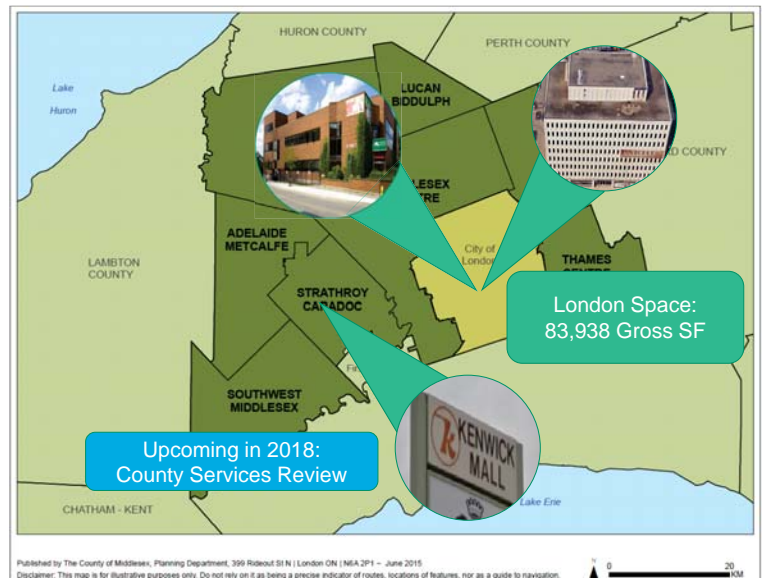 HURON COUNTY
PERTH COUNTY
Lake
Huron
LUCAN
BIDDULPH
D COUNTY
LESEX
TRE
ADELAIDE
METCALFE
City of
London
LAMBTON
COUNTY
THAMES
CENTRE
STRATHROY
CARADOC
London Space:
83,938 Gross SF
SOUTHWEST
MIDDLESEX
KENWICK
MALL
Upcoming in 2018:
County Services Review
Lake Erie
CHATHAM - KENT
Published by The County of Middlesex, Planning Department, 399 Rideout St N | London ON | N6A 2P1 ~ June 2015
Disclaimer: This map is for illustrative purposes only. Do not rely on it as being a precise indicator of routes, locations of features, nor as a guide to navigation.
N
0 20
KM